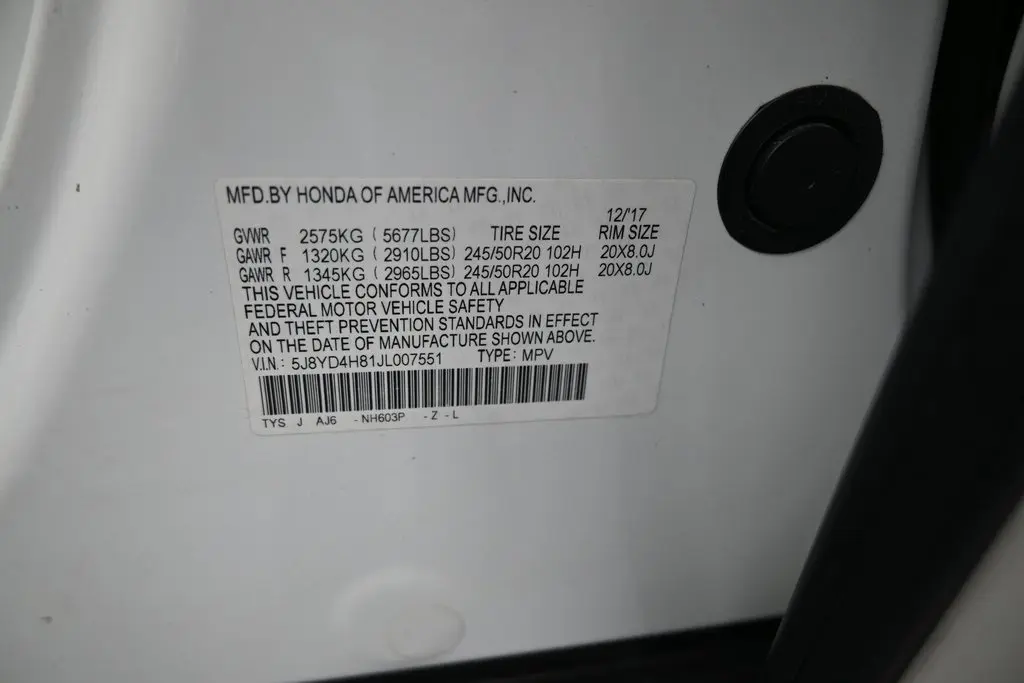 MFD.BY HONDA OF AMERICA MFG.,INC.
12/'17
GVWR 2575KG ( 5677LBS) TIRE SIZE RIM SIZE
GAWR F 1320KG ( 2910LBS) 245/50R20 102H 20X8.0J
GAWR R 1345KG ( 2965LBS) 245/50R20 102H 20X8.0J
THIS VEHICLE CONFORMS TO ALL APPLICABLE
FEDERAL MOTOR VEHICLE SAFETY
AND THEFT PREVENTION STANDARDS IN EFFECT
ON THE DATE OF MANUFACTURE SHOWN ABOVE.
V.I.N.: 5J8YD4H81JL007551 TYPE: MPV
TYS J AJ6 -NH603P -Z -L